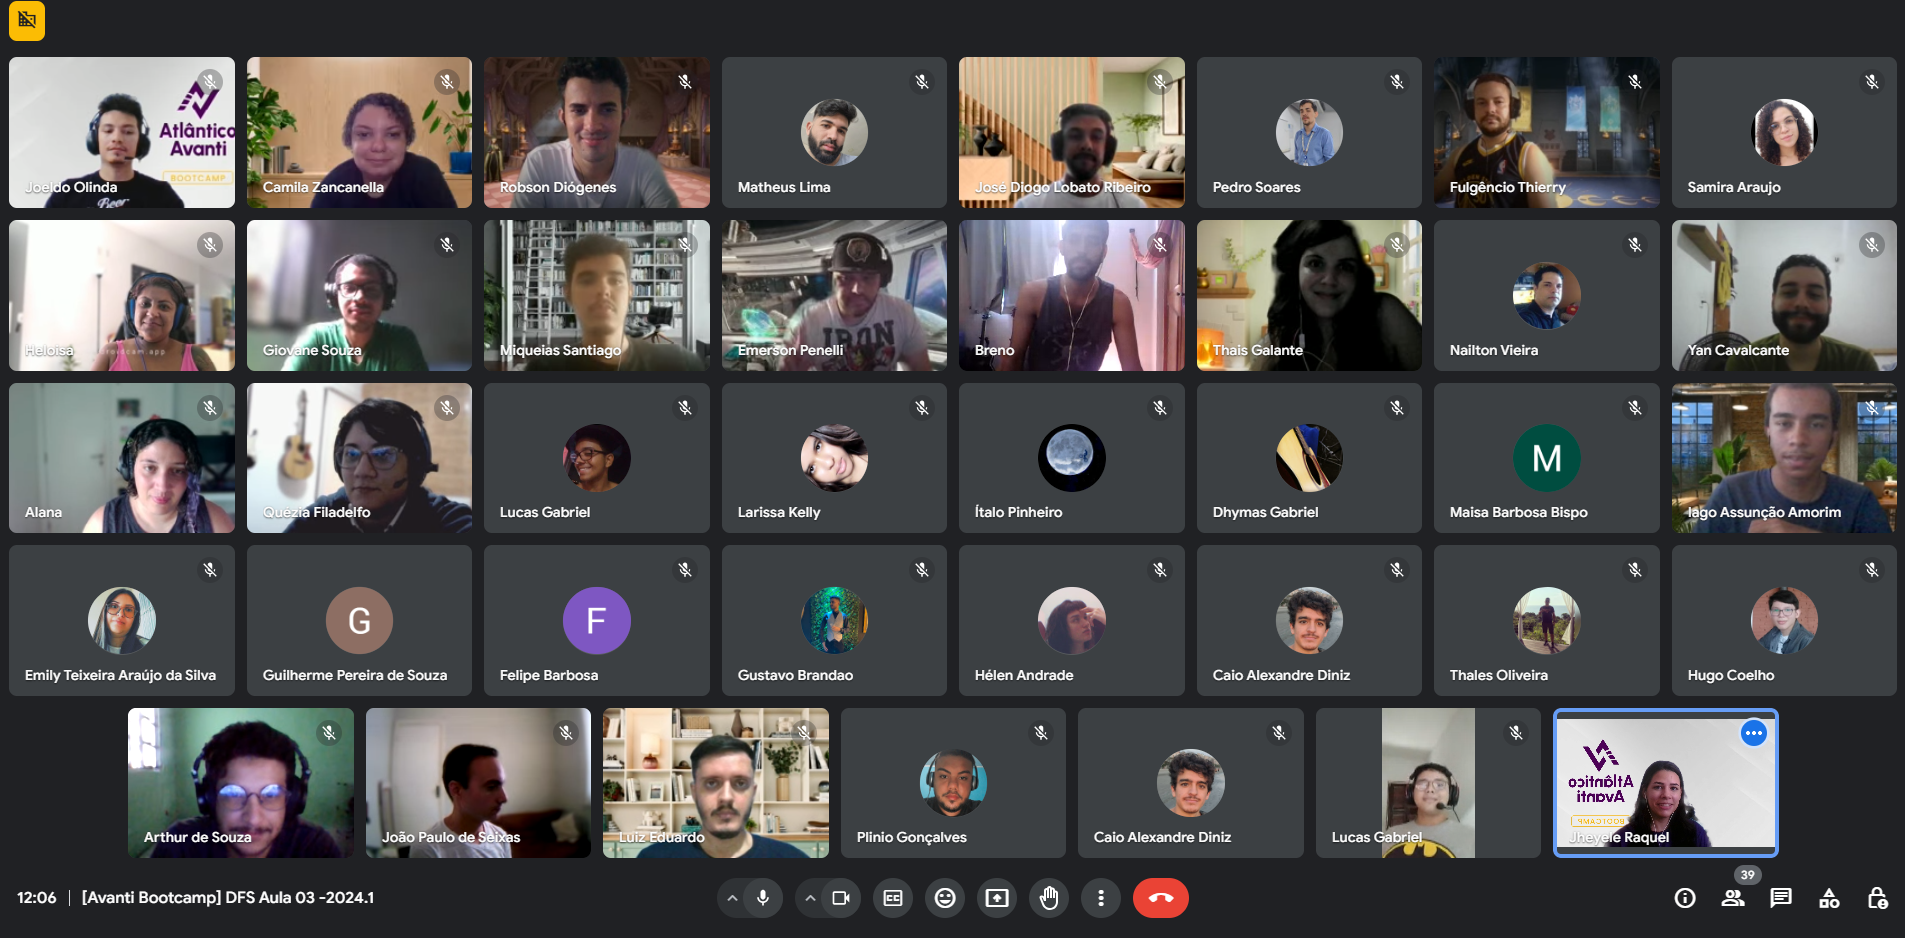 Atlântico
Avanti
BOOTCAMP
Beer
Joeldo Olinda
Camila Zancanella
Robson Diógenes
Matheus Lima
José Diogo Lobato Ribeiro
Pedro Soares
Fulgêncio Thierry
Samira Araujo
Heloisa
Giovane Souza
Miqueias Santiago
IRON
Emerson Penelli
Breno
Thais Galante
Nailton Vieira
Yan Cavalcante
Alana
Quézia Filadelfo
Lucas Gabriel
Larissa Kelly
Ítalo Pinheiro
Dhymas Gabriel
M
Maisa Barbosa Bispo
Iago Assunção Amorim
Emily Teixeira Araújo da Silva
G
Guilherme Pereira de Souza
F
Felipe Barbosa
Gustavo Brandao
Hélen Andrade
Caio Alexandre Diniz
Thales Oliveira
Hugo Coelho
Arthur de Souza
João Paulo de Seixas
Luiz Eduardo
Plinio Gonçalves
Caio Alexandre Diniz
Lucas Gabriel
Atlântico
Avanti
BOOTCAMP
Jheyele Raquel
12:06 | [Avanti Bootcamp] DFS Aula 03 -2024.1
39